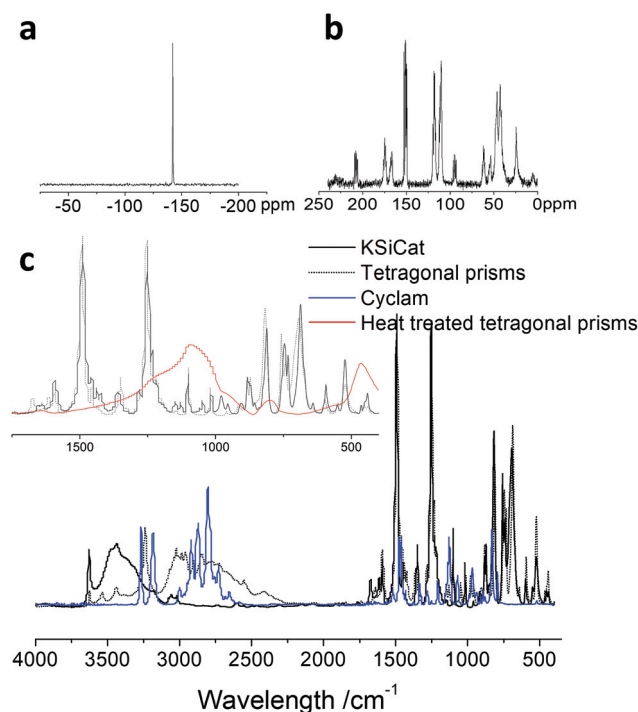 a
b
-50 -100 -150 -200 ppm
250 200 150 100 50 0ppm
c
KSiCat
Tetragonal prisms
Cyclam
Heat treated tetragonal prisms
1500 1000 500
4000 3500 3000 2500 2000 1500 1000 500
Wavelength /cm⁻¹